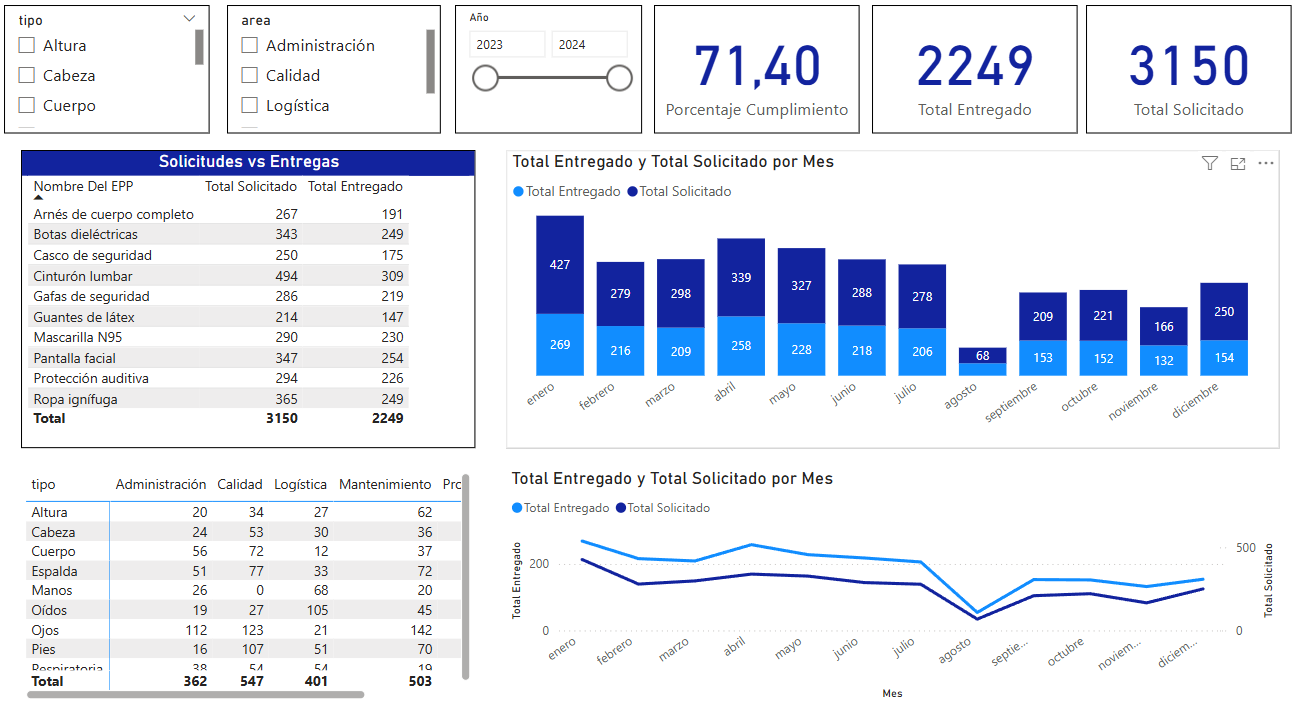 tipo
Altura
Cabeza
Cuerpo
area
Administración
Calidad
Logística
Año
2023 2024
71,40
Porcentaje Cumplimiento
2249
Total Entregado
3150
Total Solicitado
Solicitudes vs Entregas
Nombre Del EPP Total Solicitado Total Entregado
Arnés de cuerpo completo 267 191
Botas dieléctricas 343 249
Casco de seguridad 250 175
Cinturón lumbar 494 309
Gafas de seguridad 286 219
Guantes de látex 214 147
Mascarilla N95 290 230
Pantalla facial 347 254
Protección auditiva 294 226
Ropa ignífuga 365 249
Total 3150 2249
Total Entregado y Total Solicitado por Mes
Total Entregado Total Solicitado
427 279 298 339 327 288 278 68 209 221 166 250
269 216 209 258 228 218 206 153 152 132 154
enero febrero marzo abril mayo junio julio agosto septiembre octubre noviembre diciembre
tipo Administración Calidad Logística Mantenimiento Prc
Altura 20 34 27 62
Cabeza 24 53 30 36
Cuerpo 56 72 12 37
Espalda 51 77 33 72
Manos 26 0 68 20
Oídos 19 27 105 45
Ojos 112 123 21 142
Pies 16 107 51 70
Respiratoria 38 54 54 19
Total 362 547 401 503
Total Entregado y Total Solicitado por Mes
Total Entregado Total Solicitado
Total Entregado
200
0
500
0
Total Solicitado
enero febrero marzo abril mayo junio julio agosto septie... octubre noviem... diciem...
Mes